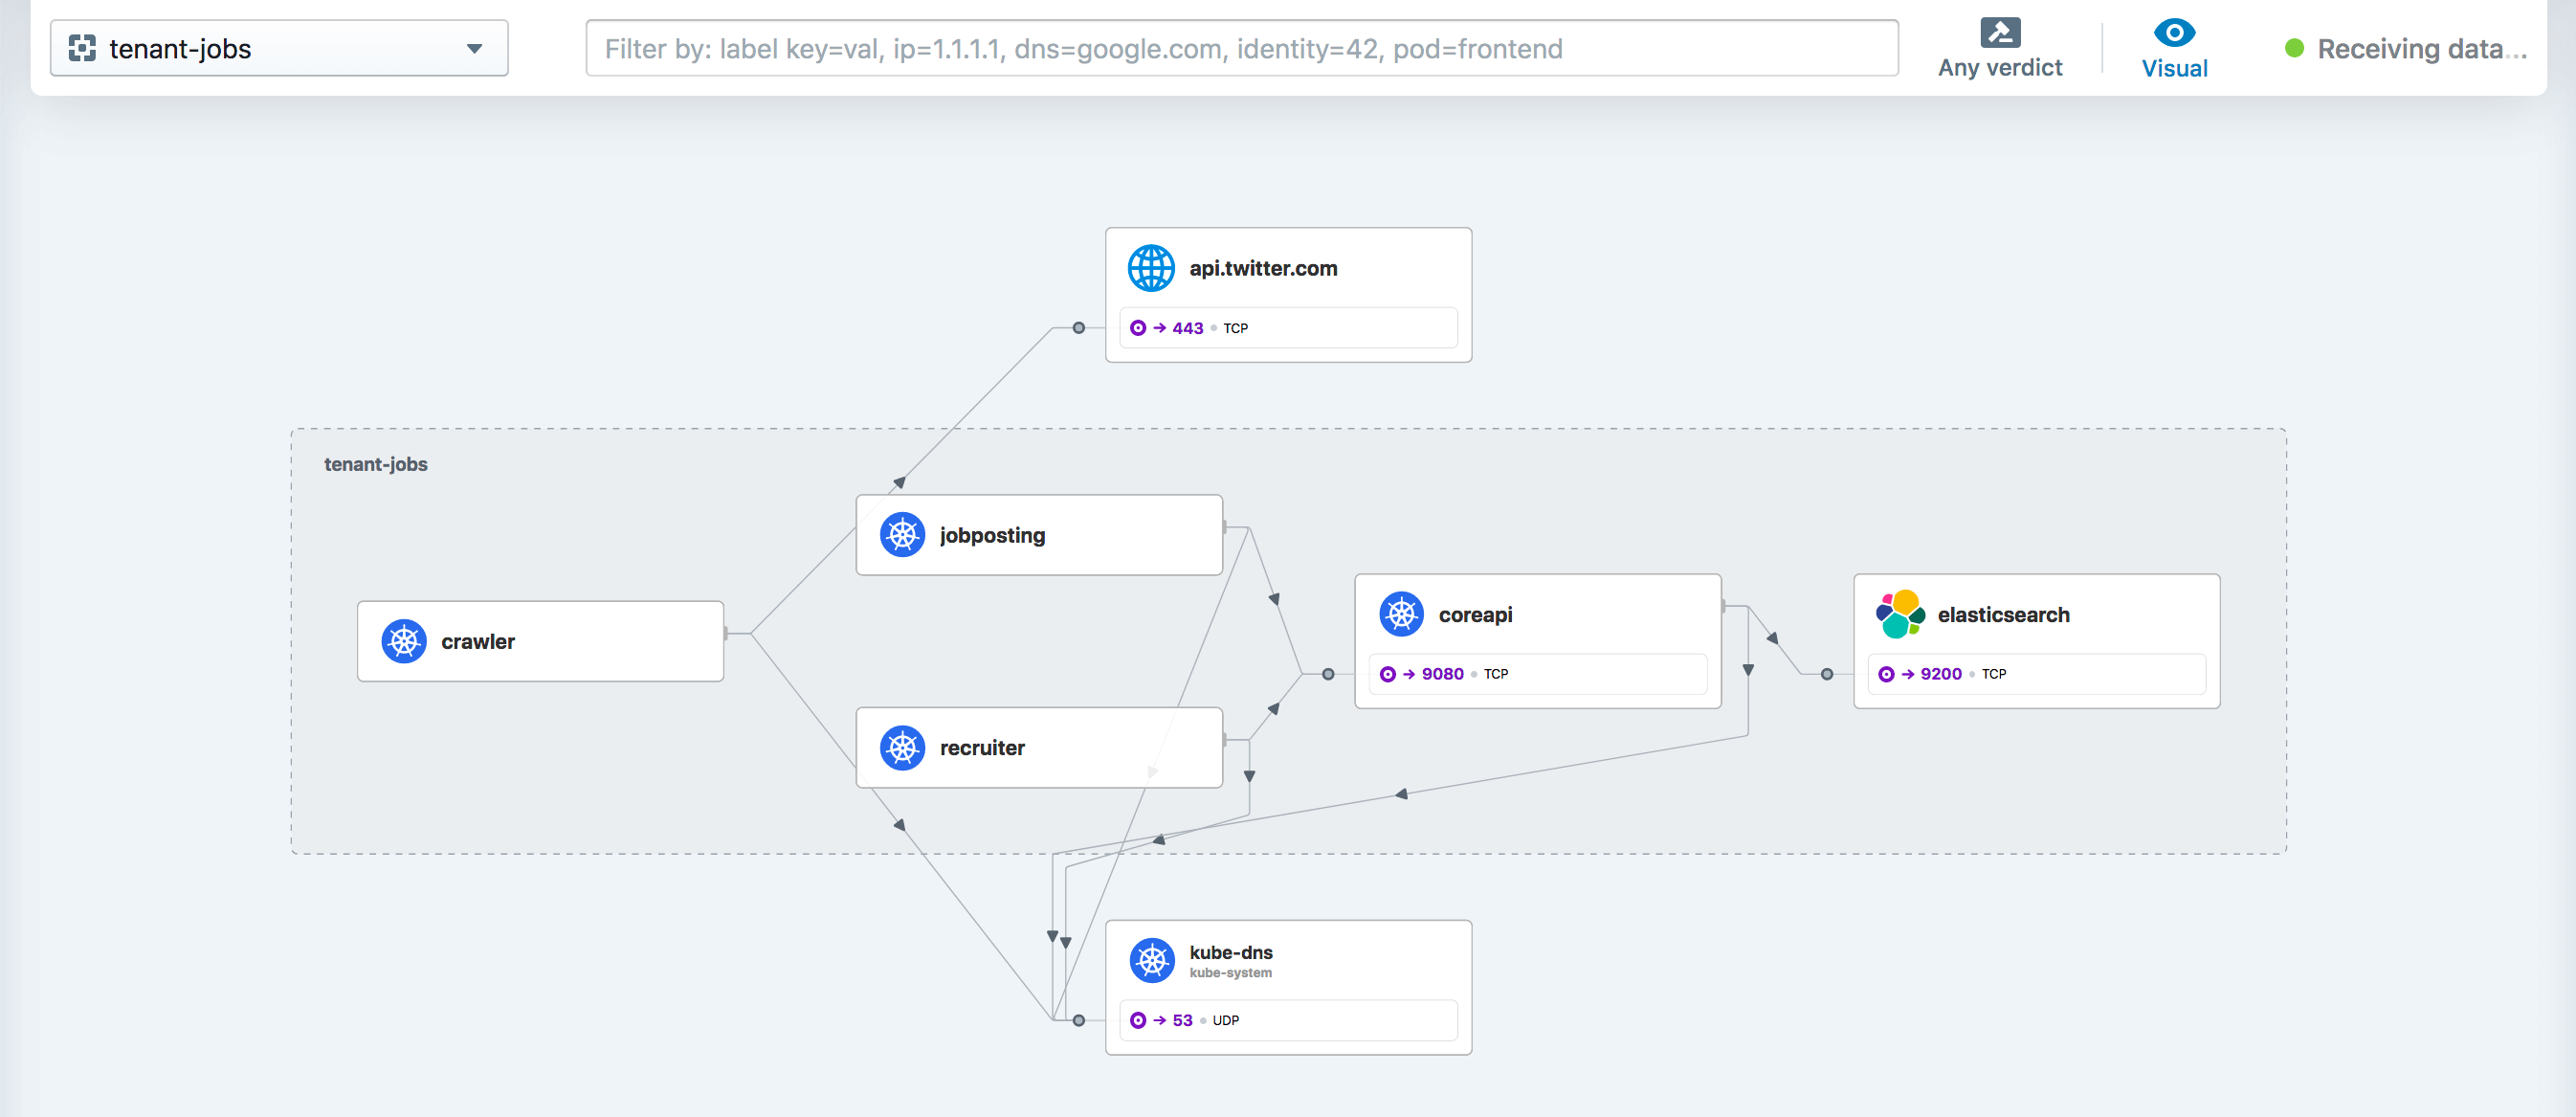 tenant-jobs
Filter by: label key=val, ip=1.1.1.1, dns=google.com, identity=42, pod=frontend
Any verdict
Visual
Receiving data...
api.twitter.com
443 TCP
tenant-jobs
jobposting
crawler
coreapi
9080 TCP
elasticsearch
9200 TCP
recruiter
kube-dns
kube-system
53 UDP